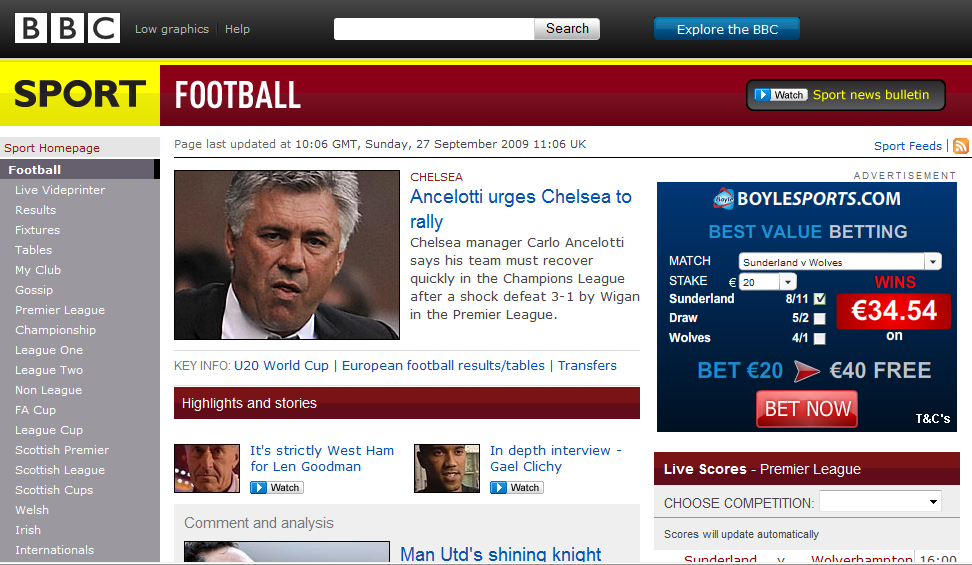 BBC
Low graphics
Help
Search
Explore the BBC
SPORT
FOOTBALL
Watch
Sport news bulletin
Sport Homepage
Football
Live Videprinter
Results
Fixtures
Tables
My Club
Gossip
Premier League
Championship
League One
League Two
Non League
FA Cup
League Cup
Scottish Premier
Scottish League
Scottish Cups
Welsh
Irish
Internationals
Page last updated at 10:06 GMT, Sunday, 27 September 2009 11:06 UK
Sport Feeds |
CHELSEA
Ancelotti urges Chelsea to
rally
Chelsea manager Carlo Ancelotti
says his team must recover
quickly in the Champions League
after a shock defeat 3-1 by Wigan
in the Premier League.
KEY INFO: U20 World Cup | European football results/tables | Transfers
Highlights and stories
It's strictly West Ham
for Len Goodman
Watch
In depth interview -
Gael Clichy
Watch
Comment and analysis
Man Utd's shining knight
ADVERTISEMENT
Boyle BOYLESPORTS.COM
BEST VALUE BETTING
MATCH Sunderland v Wolves
STAKE € 20
WINS
Sunderland 8/11
€34.54
Draw 5/2
on
Wolves 4/1
BET €20 €40 FREE
BET NOW
T&C's
Live Scores - Premier League
CHOOSE COMPETITION:
Scores will update automatically
Sunderland v Wolverhampton 16:00